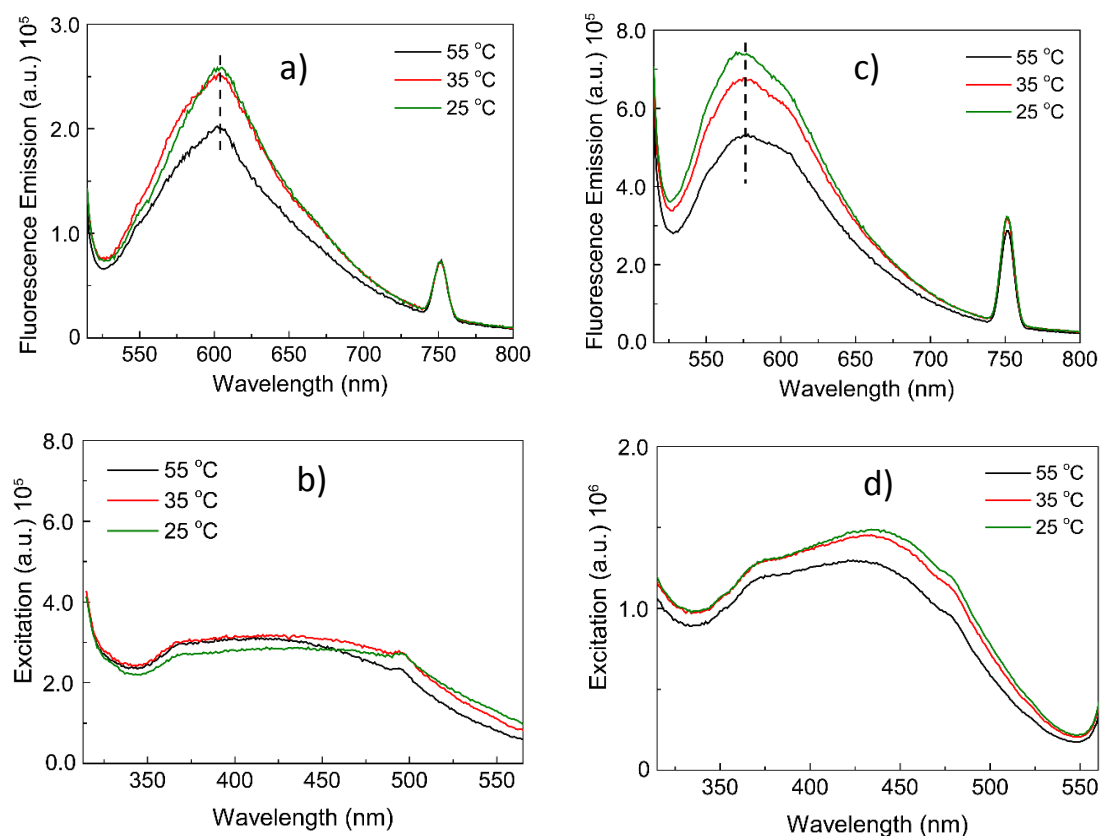 a)
Fluorescence Emission (a.u.) 10⁵
3.0
2.0
1.0
0
55 °C
35 °C
25 °C
550 600 650 700 750 800
Wavelength (nm)
c)
Fluorescence Emission (a.u.) 10⁵
8.0
6.0
4.0
2.0
0.0
55 °C
35 °C
25 °C
550 600 650 700 750 800
Wavelength (nm)
b)
Excitation (a.u.) 10⁵
8.0
6.0
4.0
2.0
0.0
55 °C
35 °C
25 °C
350 400 450 500 550
Wavelength (nm)
d)
Excitation (a.u.) 10⁶
2.0
1.0
0.0
55 °C
35 °C
25 °C
350 400 450 500 550
Wavelength (nm)